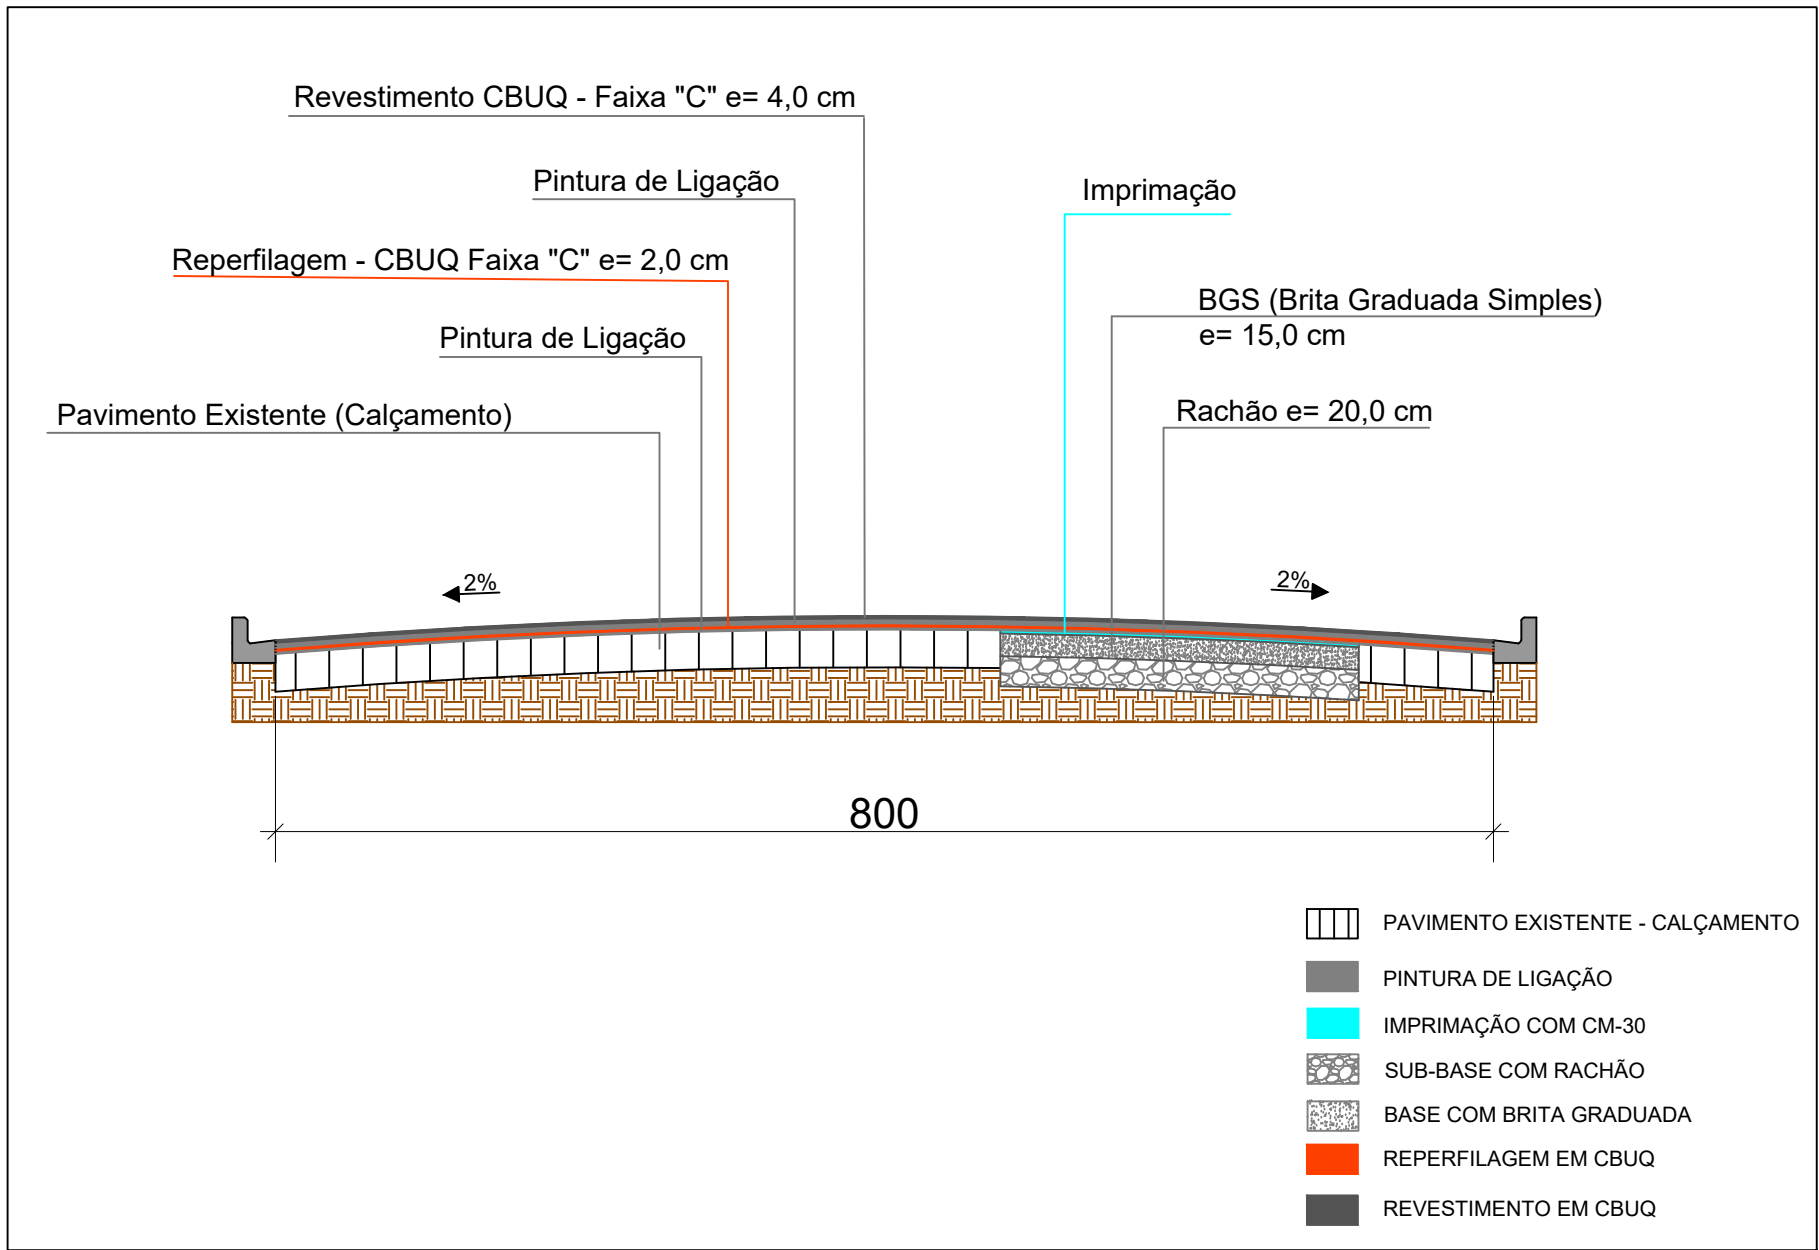 Revestimento CBUQ - Faixa "C" e= 4,0 cm
Pintura de Ligação
Imprimação
Reperfilagem - CBUQ Faixa "C" e= 2,0 cm
BGS (Brita Graduada Simples)
e= 15,0 cm
Pintura de Ligação
Rachão e= 20,0 cm
Pavimento Existente (Calçamento)
2%
2%
800
PAVIMENTO EXISTENTE - CALÇAMENTO
PINTURA DE LIGAÇÃO
IMPRIMAÇÃO COM CM-30
SUB-BASE COM RACHÃO
BASE COM BRITA GRADUADA
REPERFILAGEM EM CBUQ
REVESTIMENTO EM CBUQ